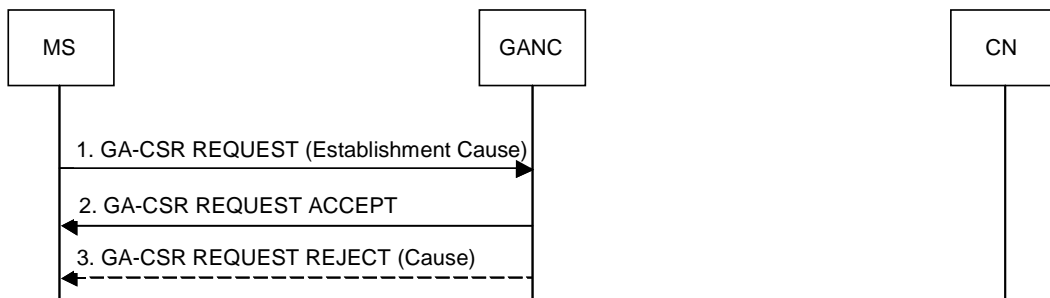 MS
GANC
CN
1. GA-CSR REQUEST (Establishment Cause)
2. GA-CSR REQUEST ACCEPT
3. GA-CSR REQUEST REJECT (Cause)